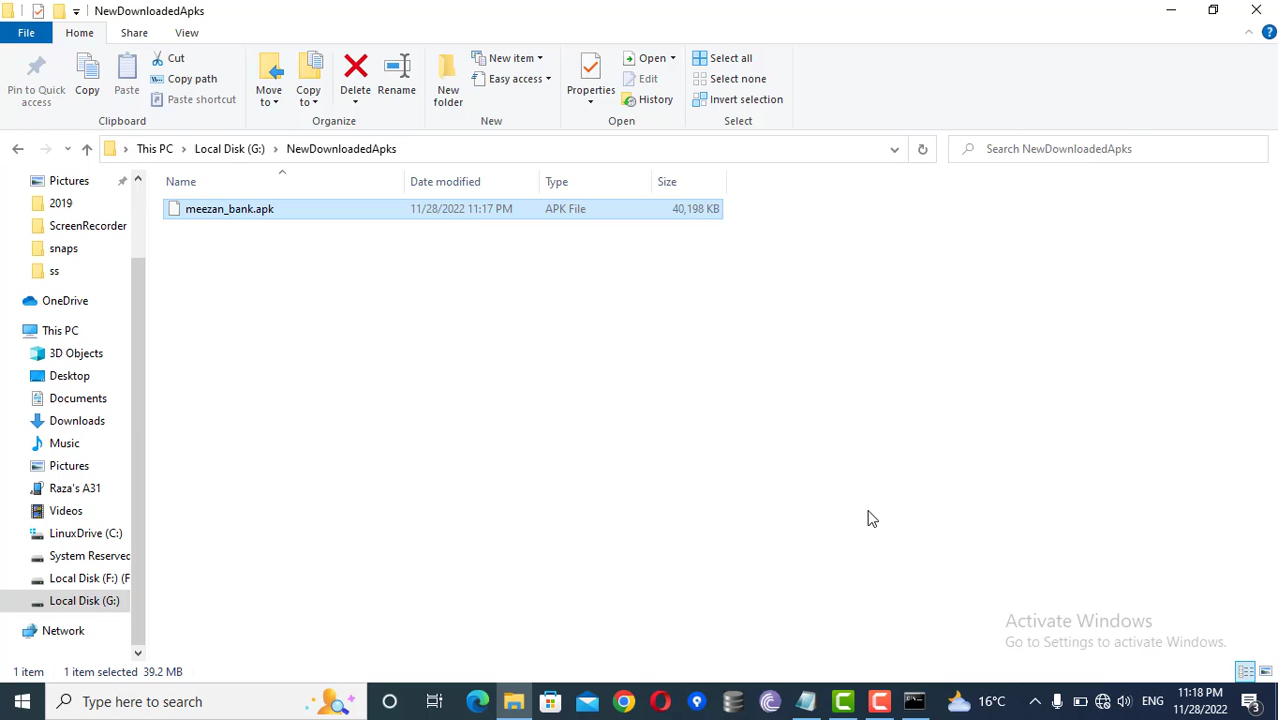 NewDownloadedApks
File
Home
Share
View
Pin to Quick access
Copy
Paste
Cut
Copy path
Paste shortcut
Clipboard
Move to
Copy to
Delete
Rename
Organize
New folder
New item
Easy access
New
Properties
Open
Edit
History
Open
Select all
Select none
Invert selection
Select
This PC > Local Disk (G:) > NewDownloadedApks
Search NewDownloadedApks
Pictures
2019
ScreenRecorder
snaps
ss
OneDrive
This PC
3D Objects
Desktop
Documents
Downloads
Music
Pictures
Raza's A31
Videos
LinuxDrive (C:)
System Reserved
Local Disk (F:) (F
Local Disk (G:)
Network
Name Date modified Type Size
meezan_bank.apk 11/28/2022 11:17 PM APK File 40,198 KB
Activate Windows
Go to Settings to activate Windows.
1 item 1 item selected 39.2 MB
Type here to search
16°C
ENG
11:18 PM
11/28/2022
3